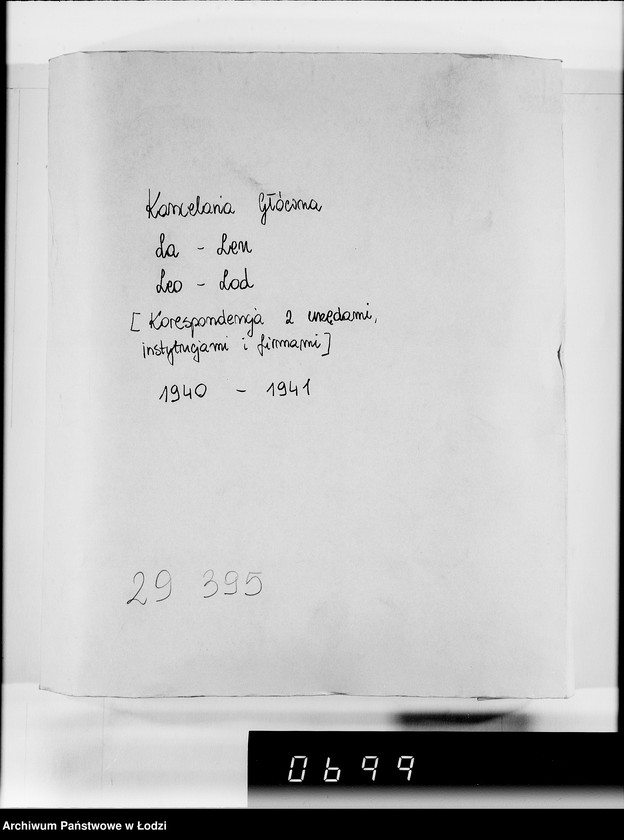 Kancelaria Główna
La - Len
Leo - Lod
[ Korespondencja z urzędami,
instytucjami i firmami ]
1940 - 1941
29 395
0699
Archiwum Państwowe w Łodzi